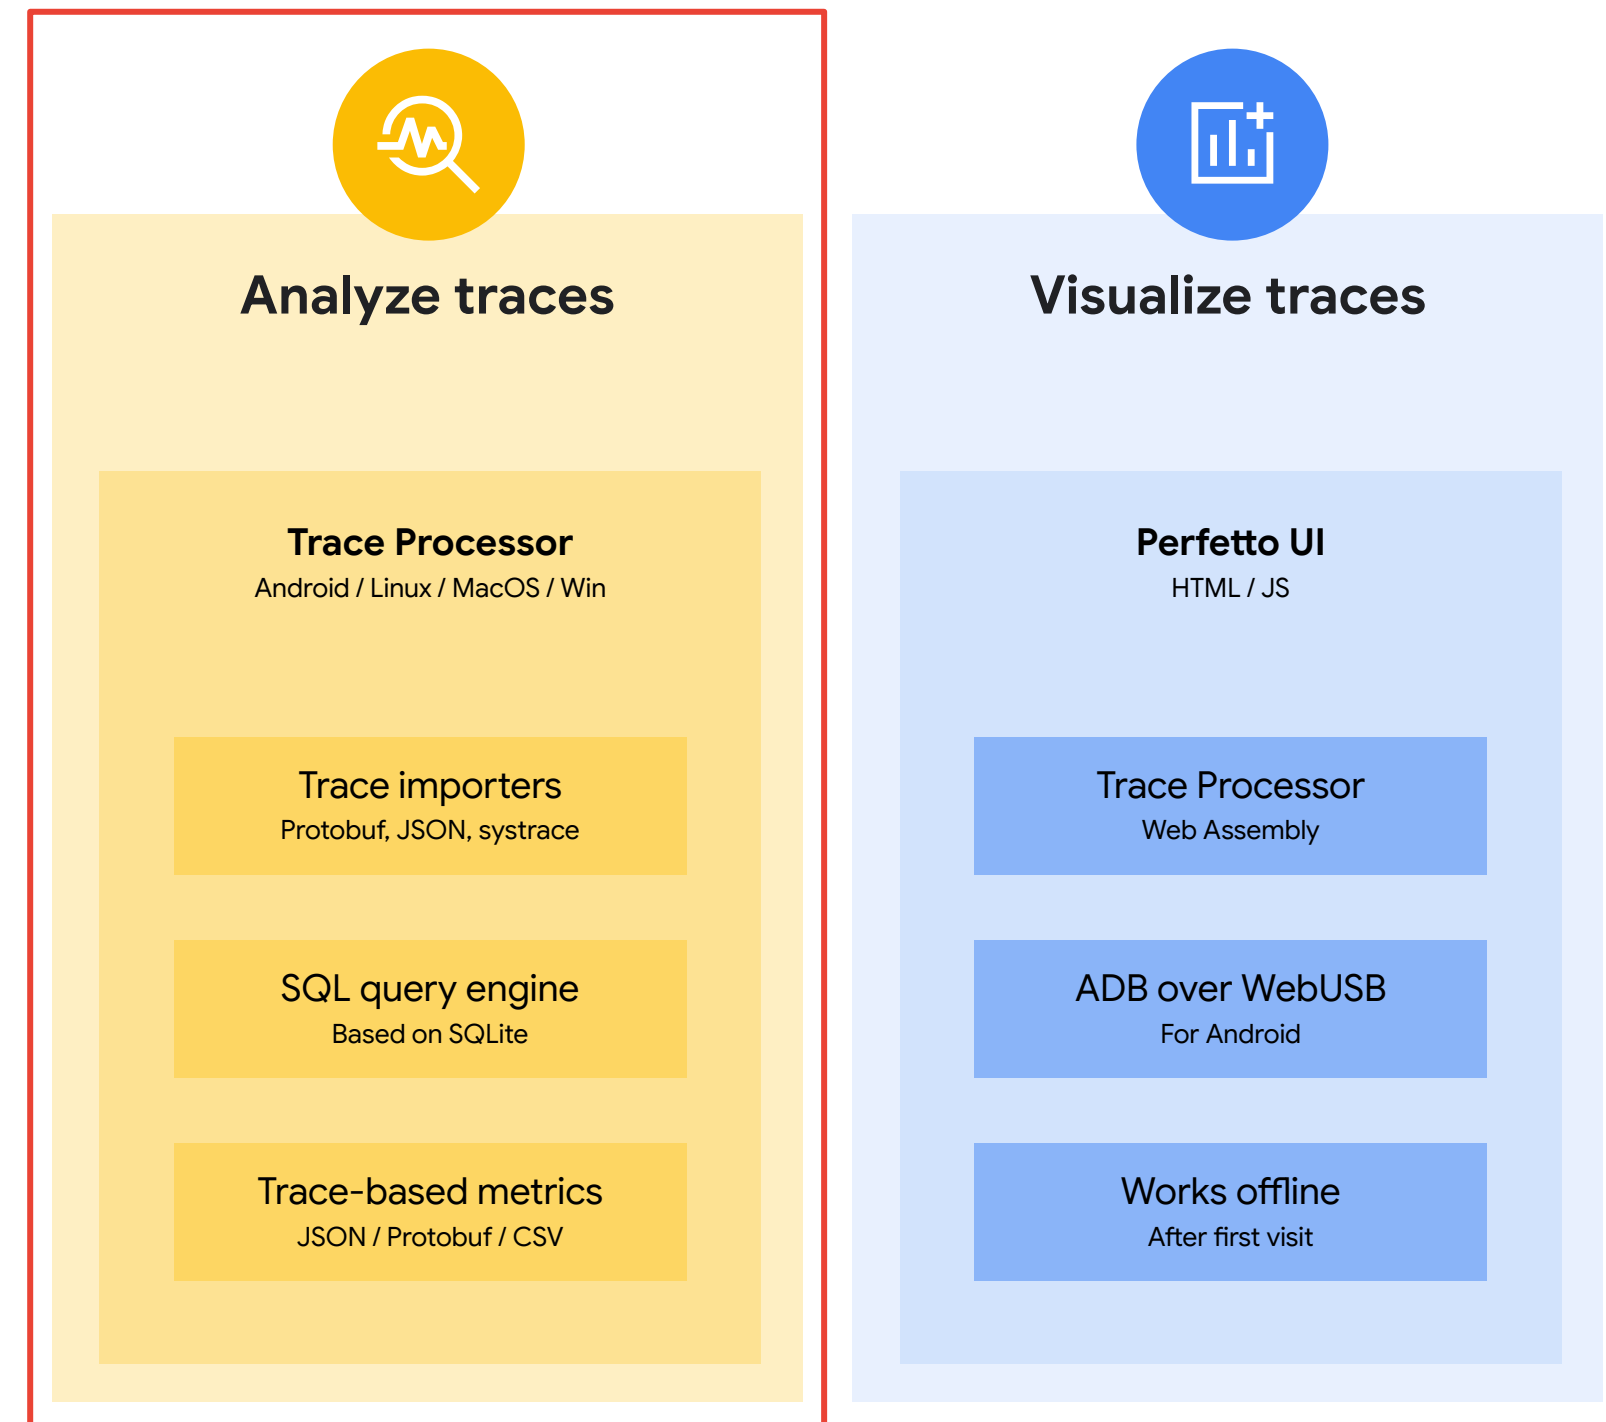 Analyze traces
Trace Processor
Android / Linux / MacOS / Win
Trace importers
Protobuf, JSON, systrace
SQL query engine
Based on SQLite
Trace-based metrics
JSON / Protobuf / CSV
Visualize traces
Perfetto UI
HTML / JS
Trace Processor
Web Assembly
ADB over WebUSB
For Android
Works offline
After first visit